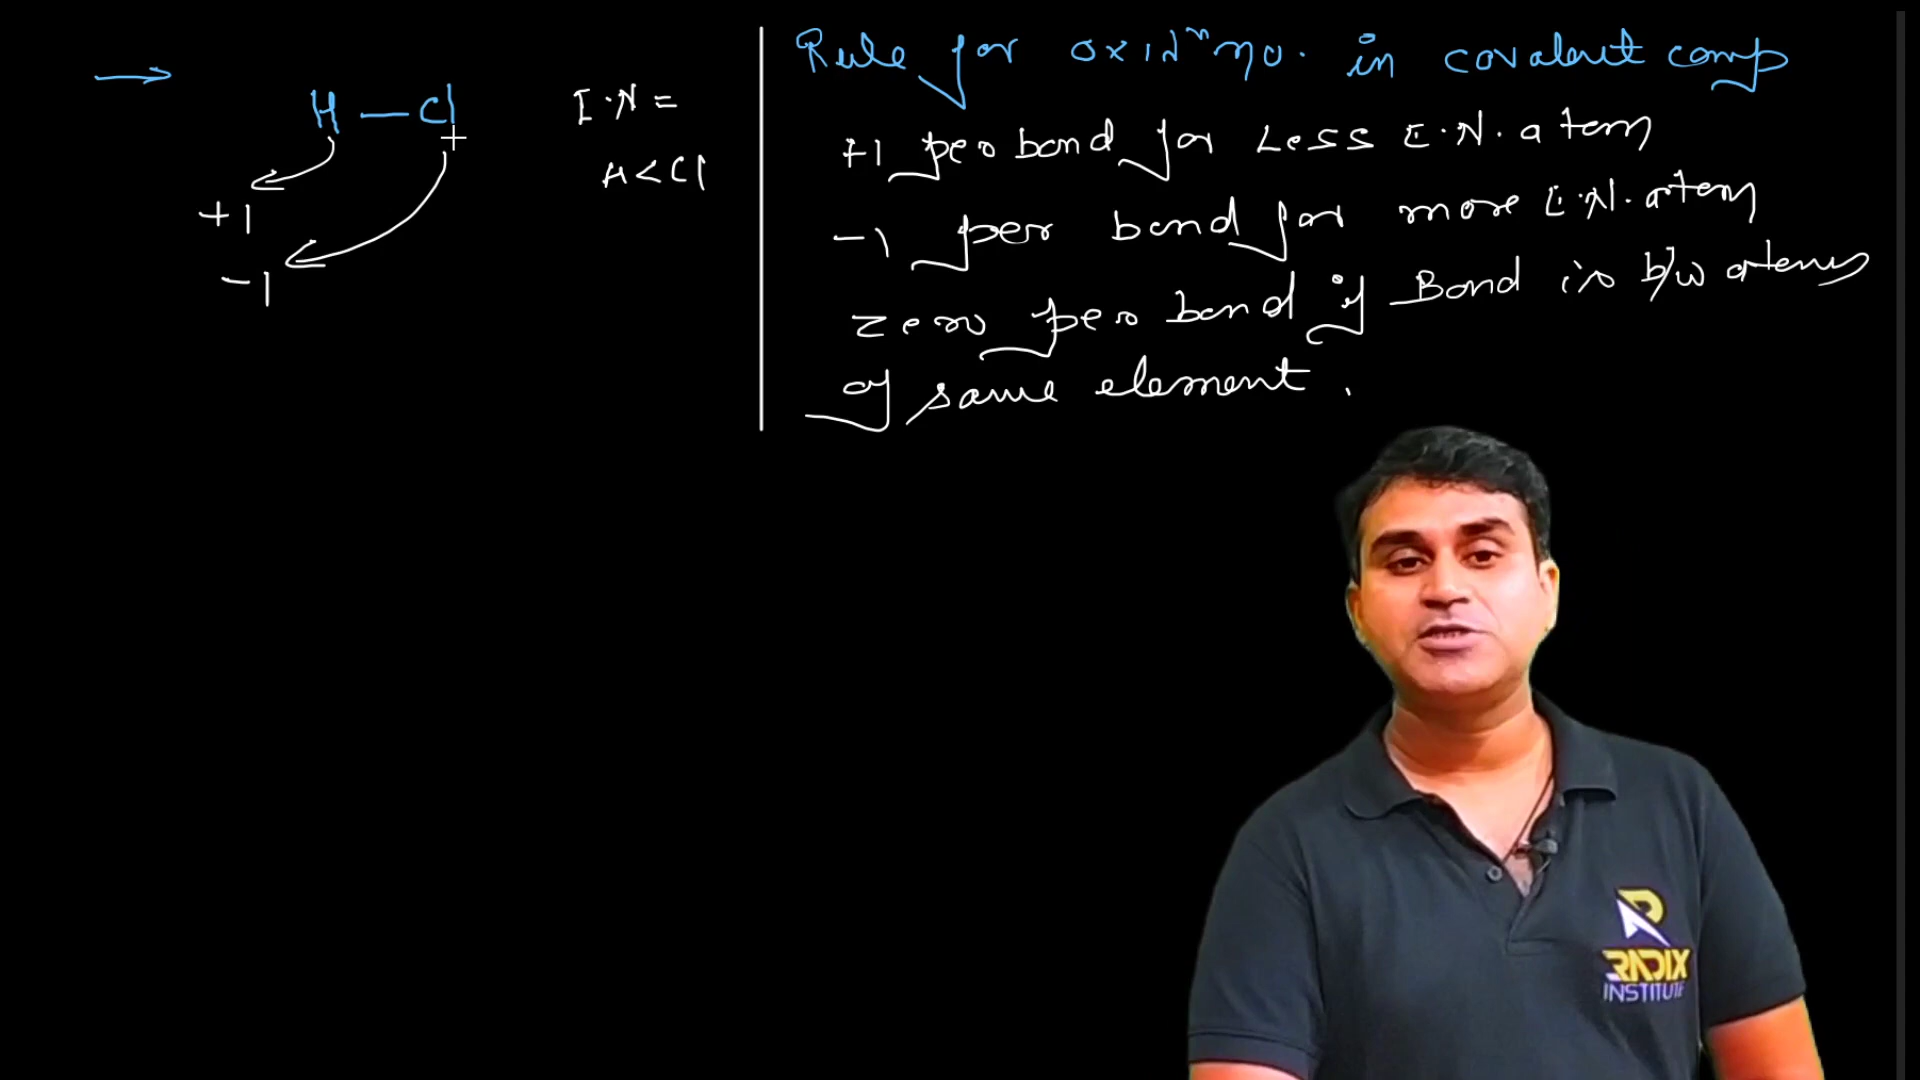 H — Cl
E.N =
H < Cl
+1
-1
Rule for oxidⁿ no. in covalent comp
+1 per bond for Less E.N. atom
-1 per bond for more E.N. atom
zero per bond if Bond is b/w atoms
of same element.
RADIX
INSTITUTE